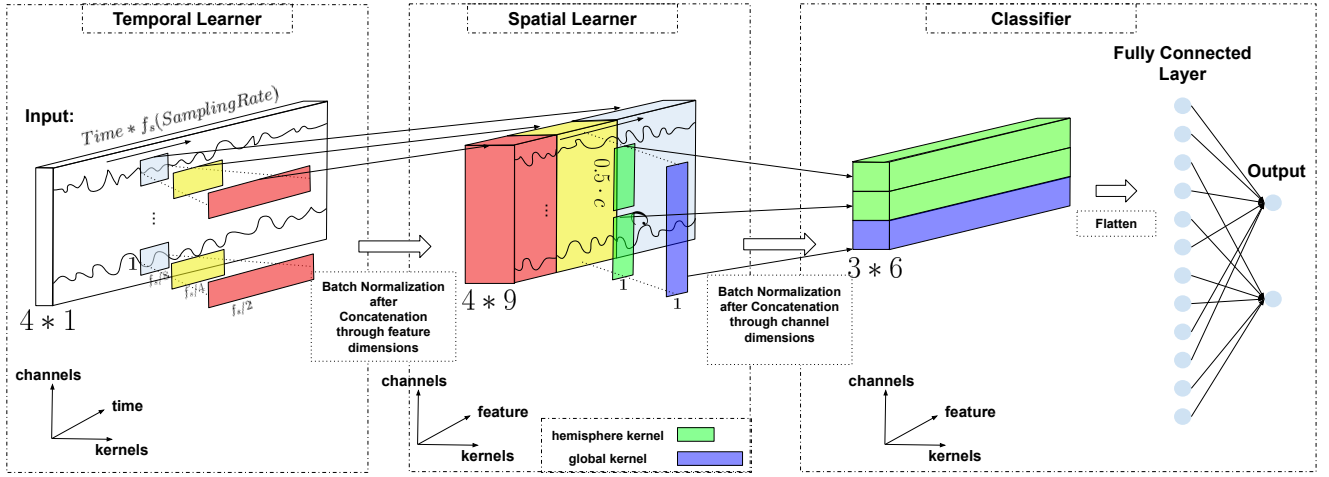 Temporal Learner
Input:
Time * f_s(SamplingRate)
...
1
f_s/8
f_s/4
f_s/2
4 * 1
channels
time
kernels
Batch Normalization
after
Concatenation
through feature
dimensions
Spatial Learner
0.5 · c
...
1
1
4 * 9
channels
feature
kernels
hemisphere kernel
global kernel
Batch Normalization
after Concatenation
through channel
dimensions
Classifier
3 * 6
channels
feature
kernels
Flatten
Fully Connected
Layer
Output